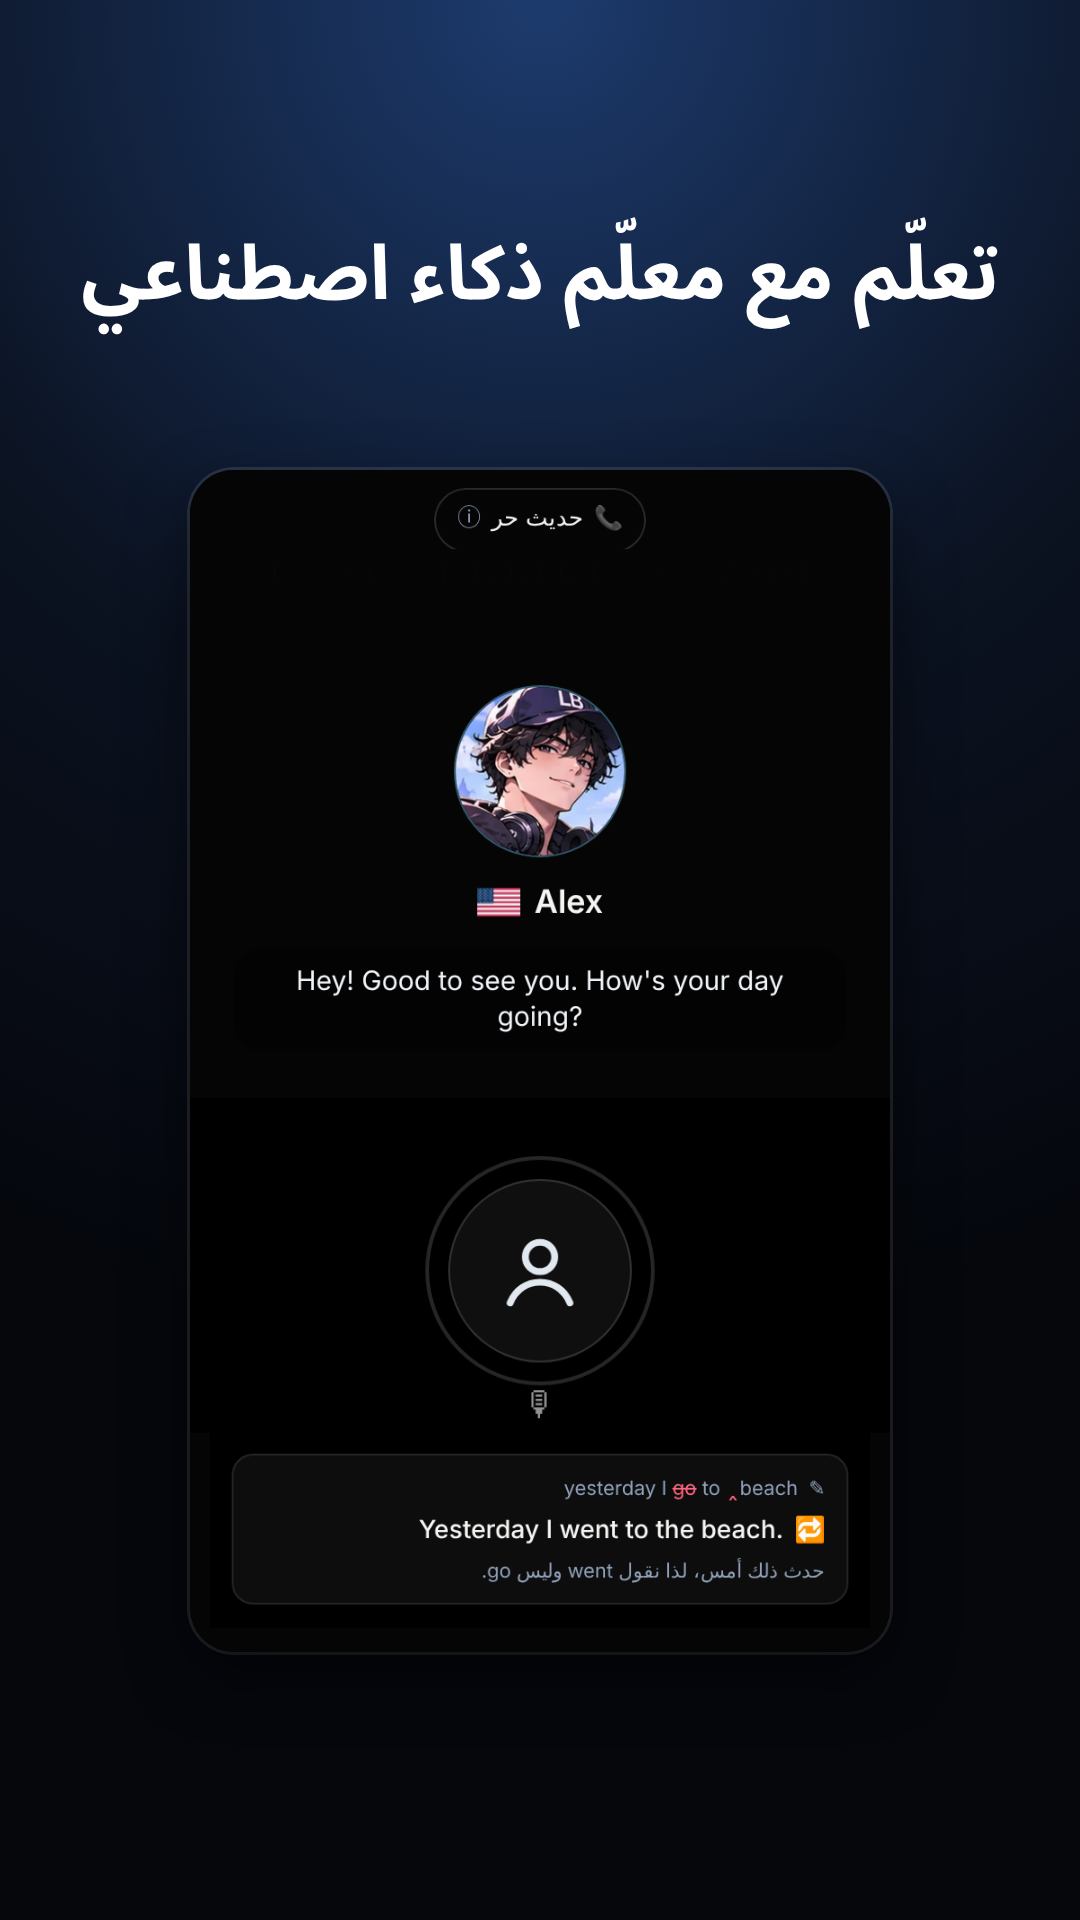 تعلّم مع معلّم ذكاء اصطناعي
📞 حديث حر ⓘ
LB
🇺🇸 Alex
Hey! Good to see you. How's your day
going?
yesterday I go to ‸beach ✎
Yesterday I went to the beach. 🔁
حدث ذلك أمس، لذا نقول went وليس go.